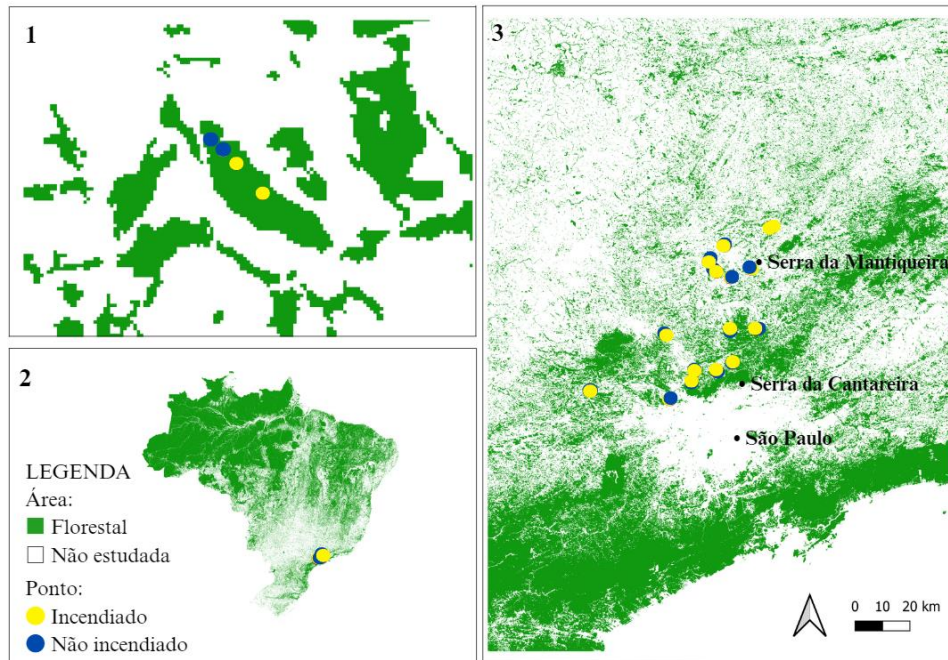 1
2
LEGENDA
Área:
Florestal
Não estudada
Ponto:
Incendiado
Não incendiado
3
Serra da Mantiqueira
Serra da Cantareira
São Paulo
0 10 20 km